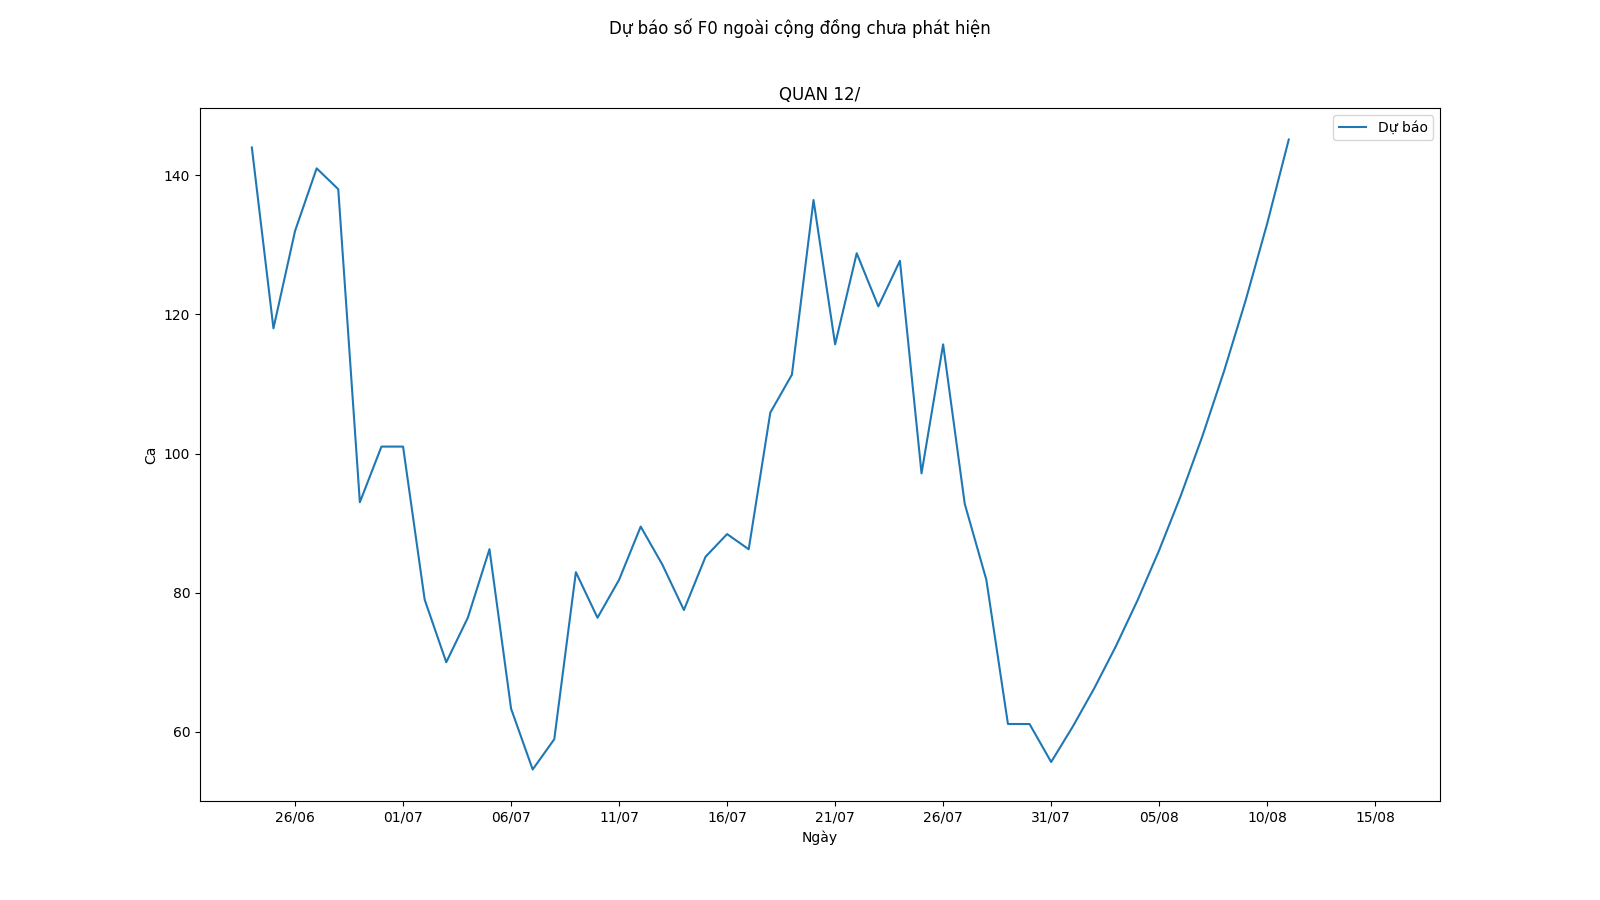 Dự báo số F0 ngoài cộng đồng chưa phát hiện
QUAN 12/
Dự báo
140
120
100
80
60
Ca
26/06 01/07 06/07 11/07 16/07 21/07 26/07 31/07 05/08 10/08 15/08
Ngày